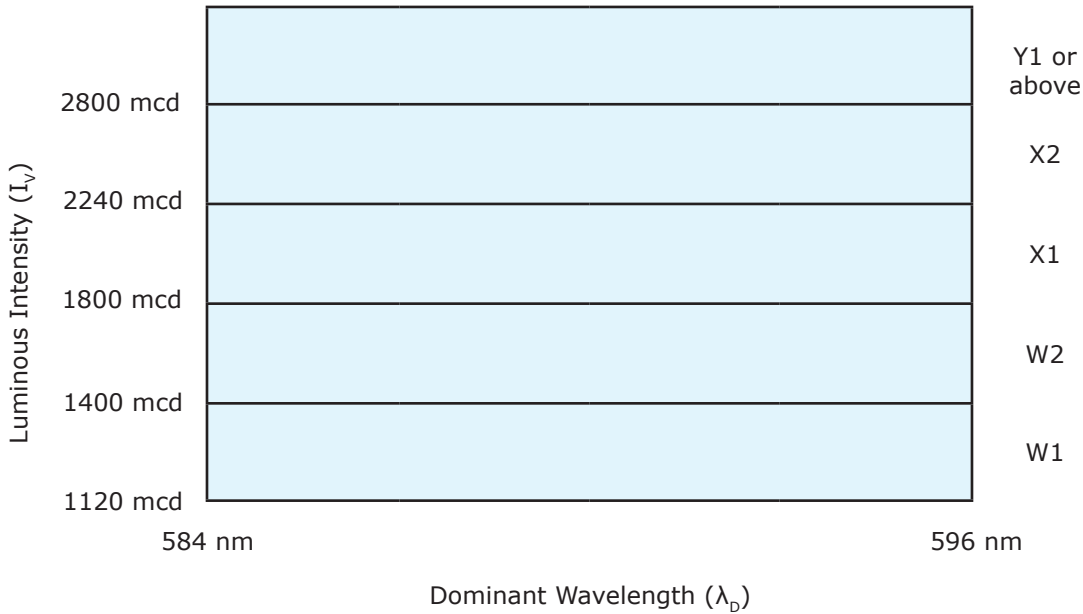 Y1 or
above
2800 mcd
X2
2240 mcd
X1
1800 mcd
W2
1400 mcd
W1
1120 mcd
584 nm
596 nm
Luminous Intensity (Iᵥ)
Dominant Wavelength (λ_D)